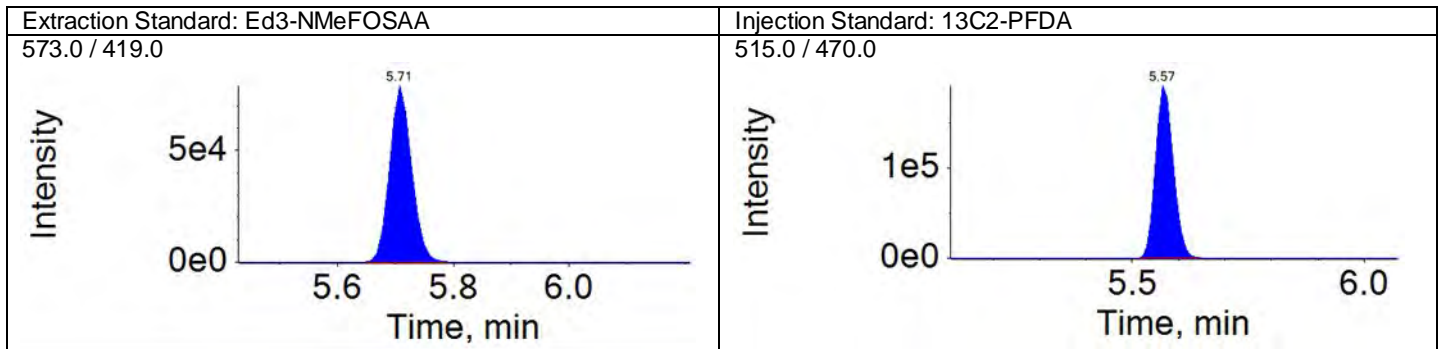 Extraction Standard: Ed3-NMeFOSAA
573.0 / 419.0
5.71
Intensity
5e4
0e0
5.6 5.8 6.0
Time, min
Injection Standard: 13C2-PFDA
515.0 / 470.0
5.57
Intensity
1e5
0e0
5.5 6.0
Time, min